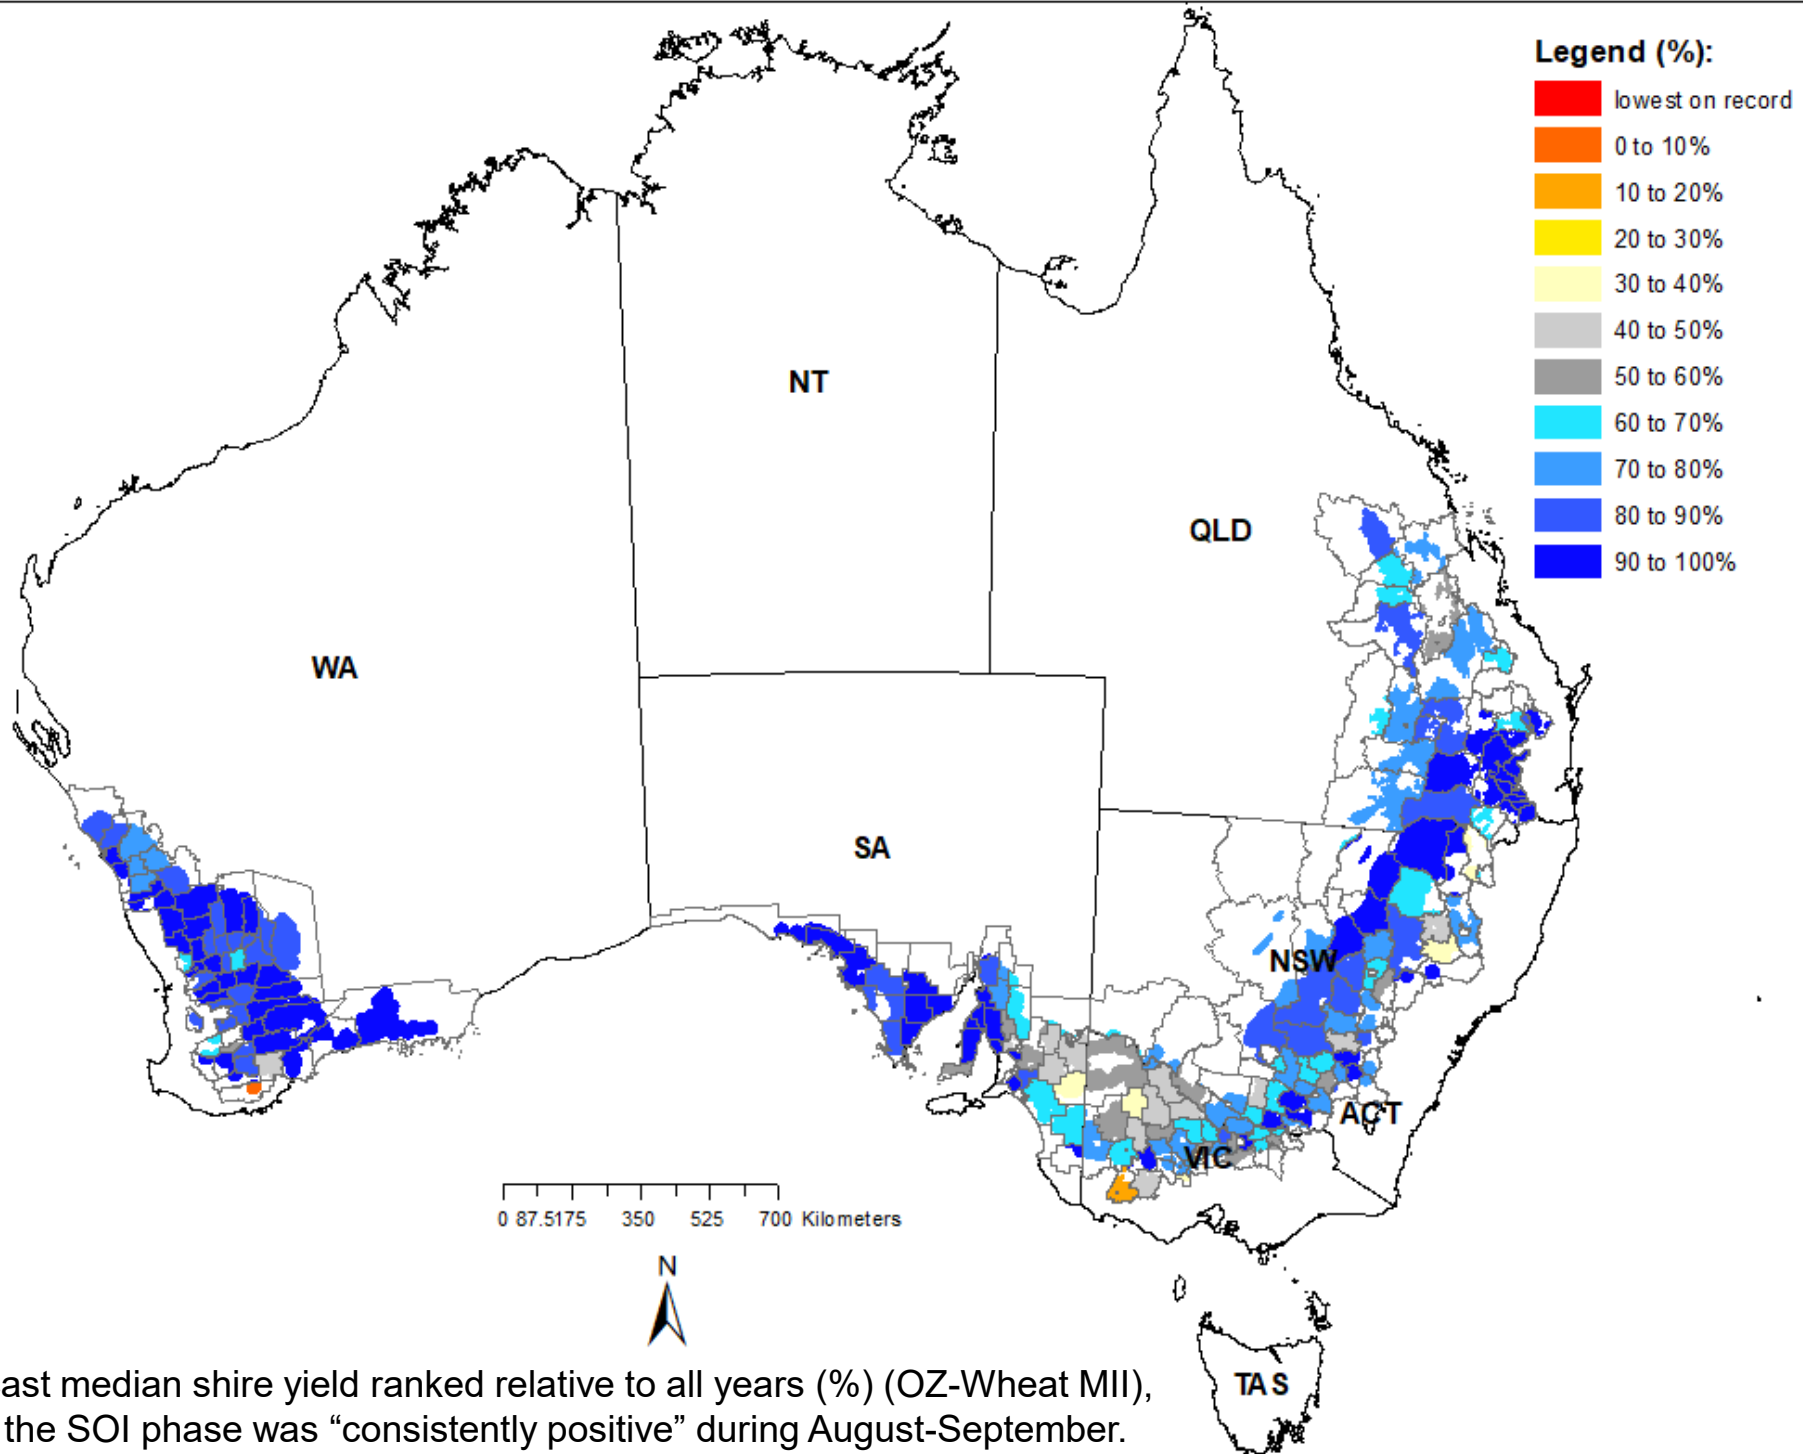 Legend (%):
lowest on record
0 to 10%
10 to 20%
20 to 30%
30 to 40%
40 to 50%
50 to 60%
60 to 70%
70 to 80%
80 to 90%
90 to 100%
NT
QLD
WA
SA
NSW
ACT
VIC
TAS
0 87.5175 350 525 700 Kilometers
N
ast median shire yield ranked relative to all years (%) (OZ-Wheat MII),
the SOI phase was “consistently positive” during August-September.